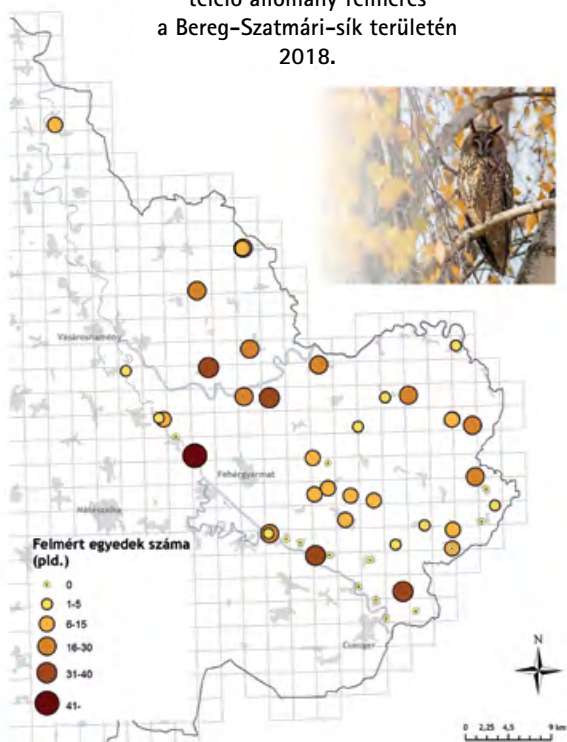 telelő állomány felmérés
a Bereg-Szatmári-sík területén
2018.
Vásárosnamény
Fehérgyarmat
Mátészalka
Felmért egyedek száma
(pld.)
0
1-5
6-15
16-30
31-40
41-
Csenger
N
0 2,25 4,5 9 km